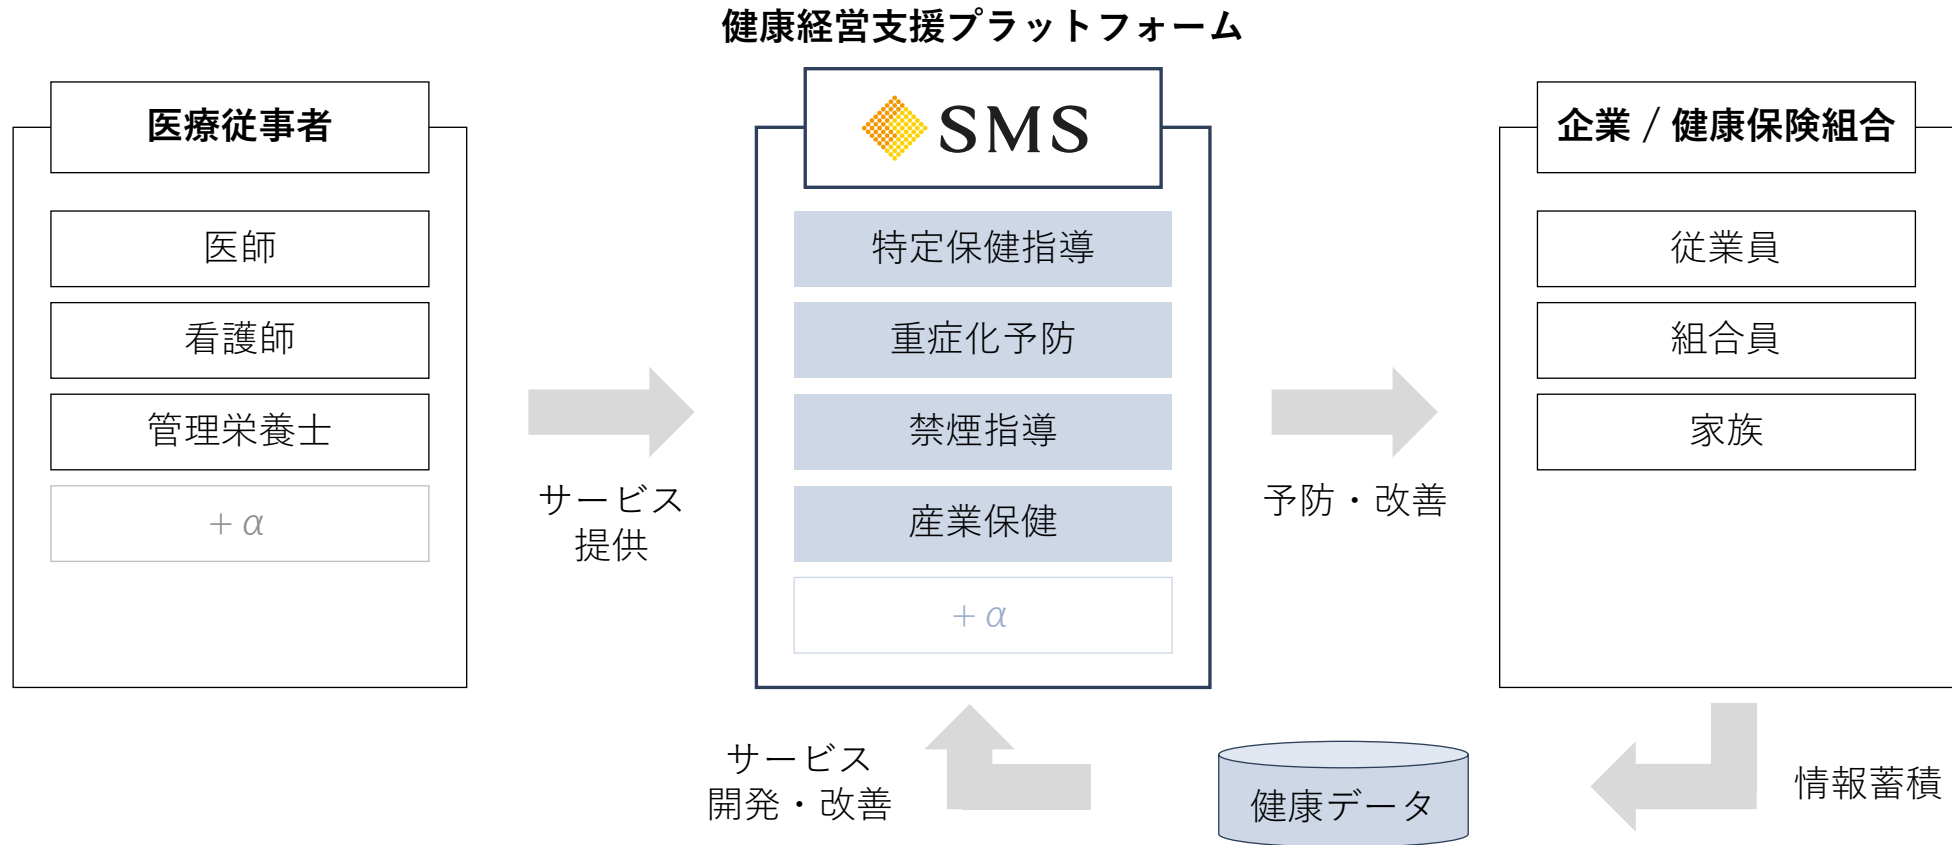 健康経営支援プラットフォーム
医療従事者
医師
看護師
管理栄養士
+ α
サービス
提供
SMS
特定保健指導
重症化予防
禁煙指導
産業保健
+ α
予防・改善
企業 / 健康保険組合
従業員
組合員
家族
情報蓄積
健康データ
サービス
開発・改善